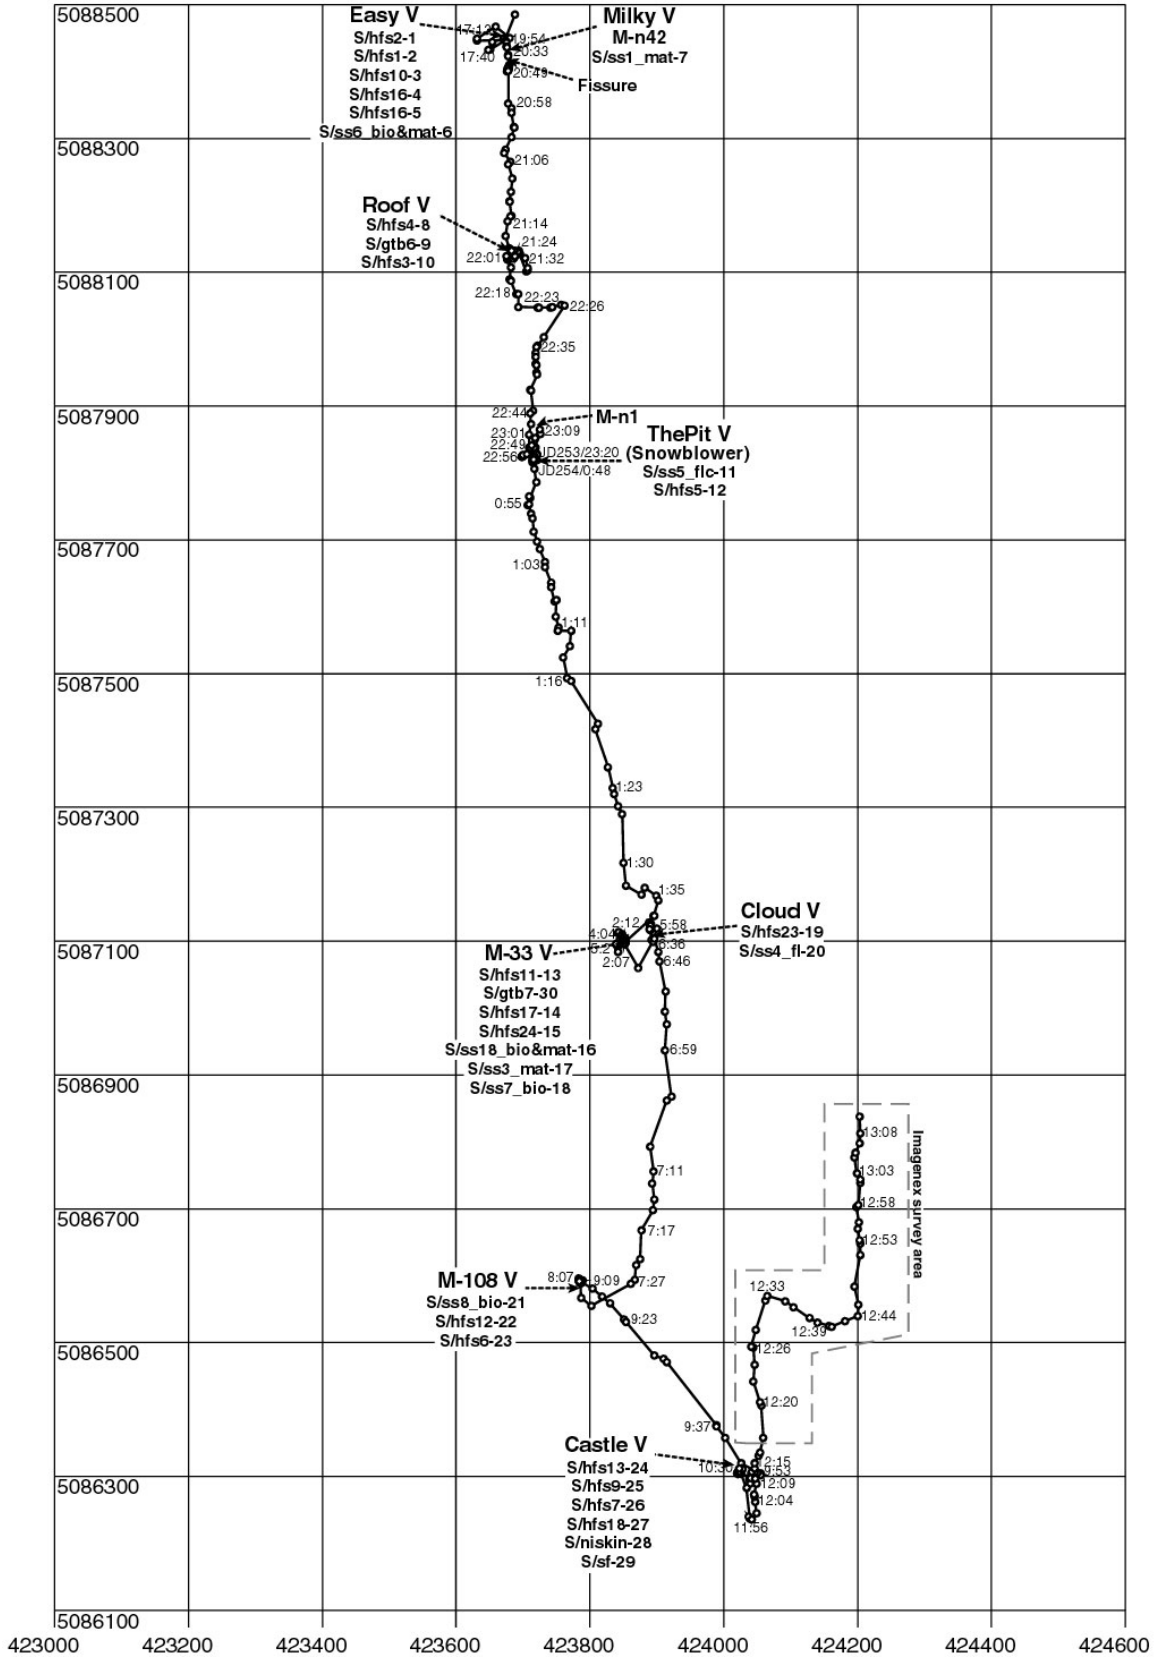 5088500
Easy V
S/hfs2-1
S/hfs1-2
S/hfs10-3
S/hfs16-4
S/hfs16-5
S/ss6_bio&mat-6
Milky V
M-n42
S/ss1_mat-7
Fissure
17:40
19:54
20:33
20:49
20:58
5088300
21:06
Roof V
S/hfs4-8
S/gtb6-9
S/hfs3-10
21:14
21:24
22:01
21:32
5088100
22:18
22:23
22:26
22:35
5087900
22:44
M-n1
23:01
23:09
22:49
22:56
ThePit V
(Snowblower)
S/ss5_flc-11
S/hfs5-12
JD253/23:20
JD254/0:48
0:55
5087700
1:03
1:11
5087500
1:16
1:23
5087300
1:30
1:35
2:12
5:58
4:04
Cloud V
S/hfs23-19
S/ss4_fl-20
5087100
6:36
2:07
6:46
M-33 V
S/hfs11-13
S/gtb7-30
S/hfs17-14
S/hfs24-15
S/ss18_bio&mat-16
S/ss3_mat-17
S/ss7_bio-18
6:59
5086900
13:08
13:03
12:58
12:53
Imagenex survey area
7:11
5086700
7:17
8:07
9:09
7:27
M-108 V
S/ss8_bio-21
S/hfs12-22
S/hfs6-23
9:23
12:33
12:39
12:44
5086500
12:26
12:20
9:37
Castle V
S/hfs13-24
S/hfs9-25
S/hfs7-26
S/hfs18-27
S/niskin-28
S/sf-29
12:15
9:53
12:09
12:04
11:56
5086300
5086100
423000 423200 423400 423600 423800 424000 424200 424400 424600